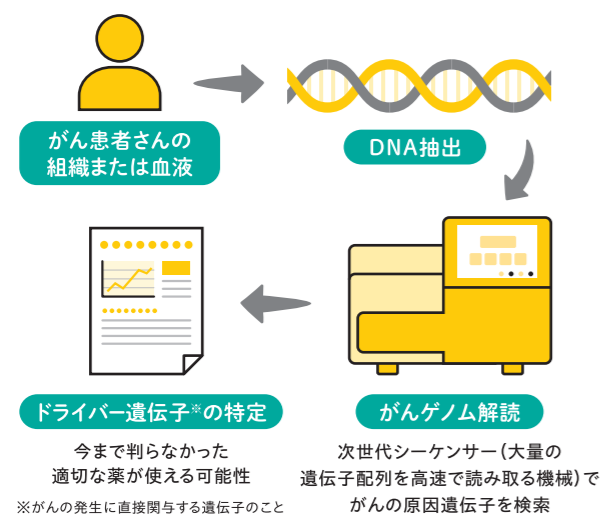 がん患者さんの
組織または血液
DNA抽出
がんゲノム解読
次世代シーケンサー（大量の
遺伝子配列を高速で読み取る機械）で
がんの原因遺伝子を検索
ドライバー遺伝子※の特定
今まで判らなかった
適切な薬が使える可能性
※がんの発生に直接関与する遺伝子のこと